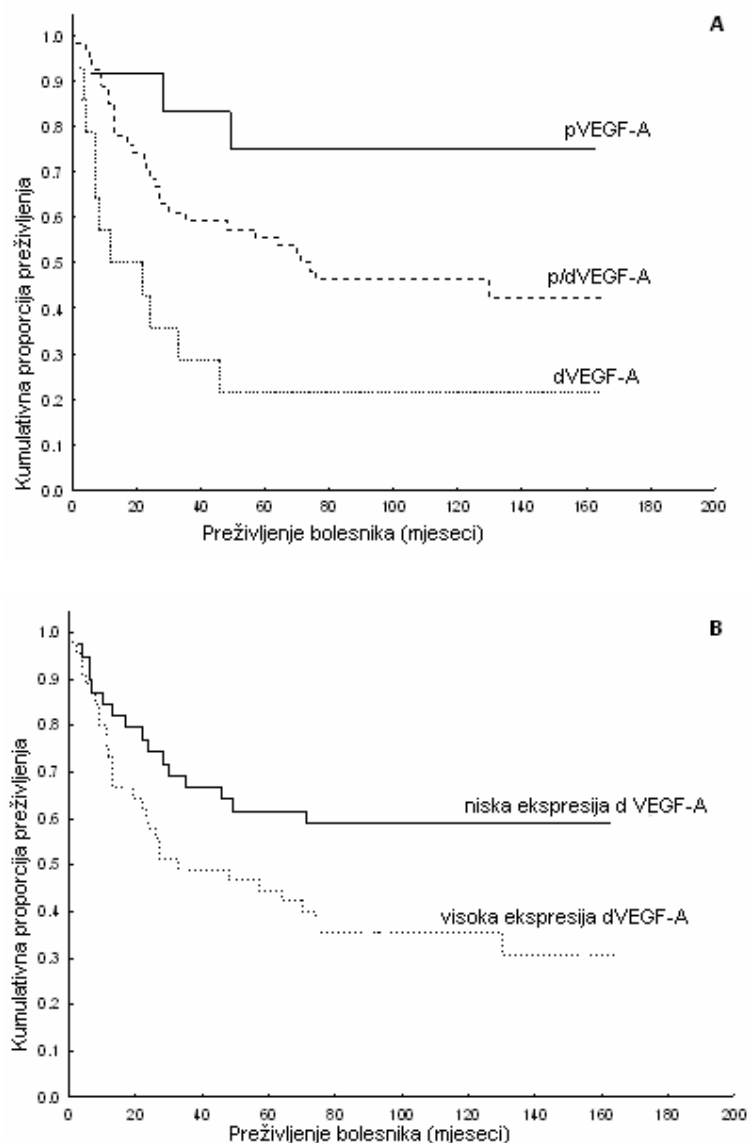 A
Kumulativna proporcija preživljenja
1.0
0.9
0.8
0.7
0.6
0.5
0.4
0.3
0.2
0.1
0.0
pVEGF-A
p/dVEGF-A
dVEGF-A
0 20 40 60 80 100 120 140 160 180 200
Preživljenje bolesnika (mjeseci)
B
Kumulativna proporcija preživljenja
1.0
0.9
0.8
0.7
0.6
0.5
0.4
0.3
0.2
0.1
0.0
niska ekspresija d VEGF-A
visoka ekspresija dVEGF-A
0 20 40 60 80 100 120 140 160 180 200
Preživljenje bolesnika (mjeseci)